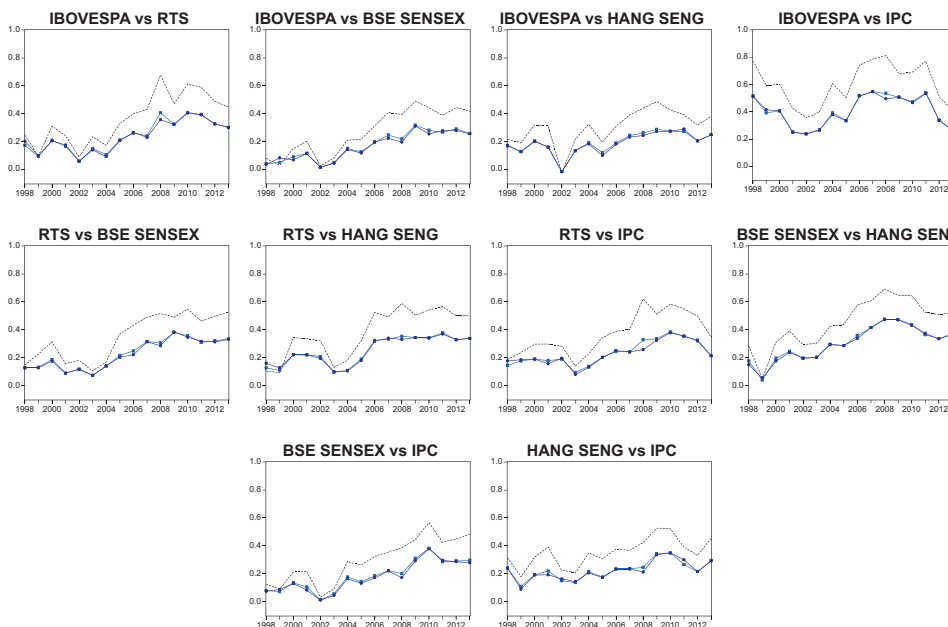 IBOVESPA vs RTS IBOVESPA vs BSE SENSEX IBOVESPA vs HANG SENG IBOVESPA vs IPC
1.0 1.0 1.0 1.0
0.8 0.8 0.8 0.8
0.6 0.6 0.6 0.6
0.4 0.4 0.4 0.4
0.2 0.2 0.2 0.2
0.0 0.0 0.0 0.0
1998 2000 2002 2004 2006 2008 2010 2012 1998 2000 2002 2004 2006 2008 2010 2012 1998 2000 2002 2004 2006 2008 2010 2012 1998 2000 2002 2004 2006 2008 2010 2012
RTS vs BSE SENSEX RTS vs HANG SENG RTS vs IPC BSE SENSEX vs HANG SEN
1.0 1.0 1.0 1.0
0.8 0.8 0.8 0.8
0.6 0.6 0.6 0.6
0.4 0.4 0.4 0.4
0.2 0.2 0.2 0.2
0.0 0.0 0.0 0.0
1998 2000 2002 2004 2006 2008 2010 2012 1998 2000 2002 2004 2006 2008 2010 2012 1998 2000 2002 2004 2006 2008 2010 2012 1998 2000 2002 2004 2006 2008 2010 2012
BSE SENSEX vs IPC HANG SENG vs IPC
1.0 1.0
0.8 0.8
0.6 0.6
0.4 0.4
0.2 0.2
0.0 0.0
1998 2000 2002 2004 2006 2008 2010 2012 1998 2000 2002 2004 2006 2008 2010 2012